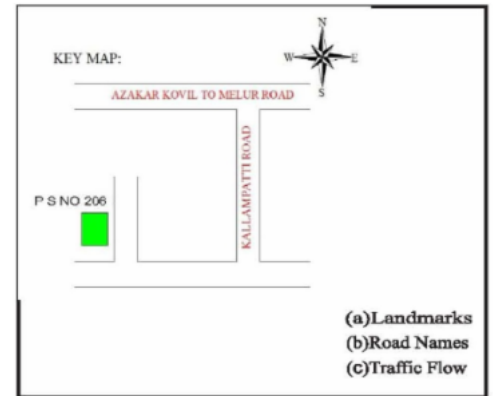 N
KEY MAP:
W E
S
AZAKAR KOVIL TO MELUR ROAD
KALLAMPATTI ROAD
P S NO 206
(a)Landmarks
(b)Road Names
(c)Traffic Flow